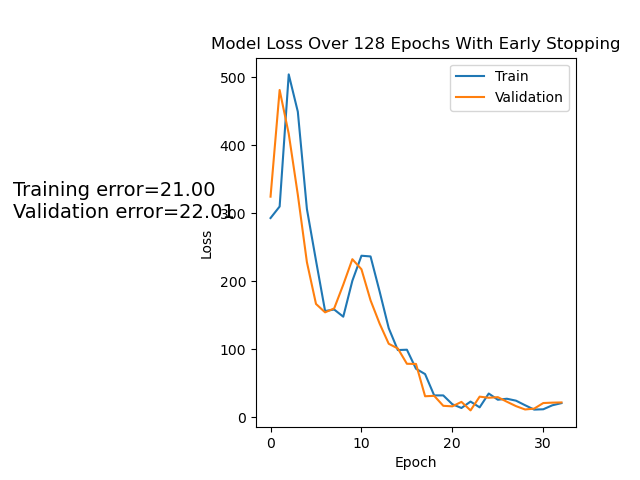 Model Loss Over 128 Epochs With Early Stopping
Train
Validation
Training error=21.00
Validation error=22.01
Loss
500
400
300
200
100
0
0 10 20 30
Epoch